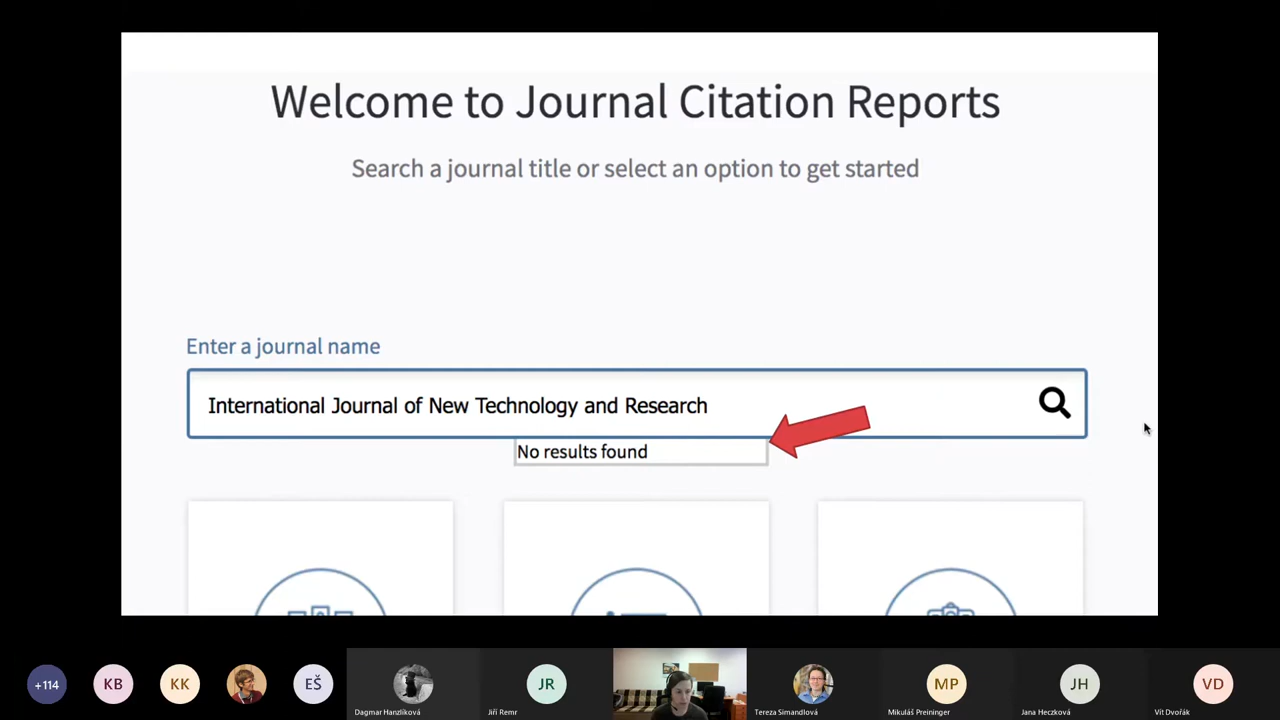 Welcome to Journal Citation Reports
Search a journal title or select an option to get started
Enter a journal name
International Journal of New Technology and Research
No results found
+114
KB
KK
EŠ
JR
MP
JH
VD
Dagmar Hanzlíková
Jiří Remr
Tereza Simandlová
Mikuláš Preininger
Jana Heczková
Vít Dvořák